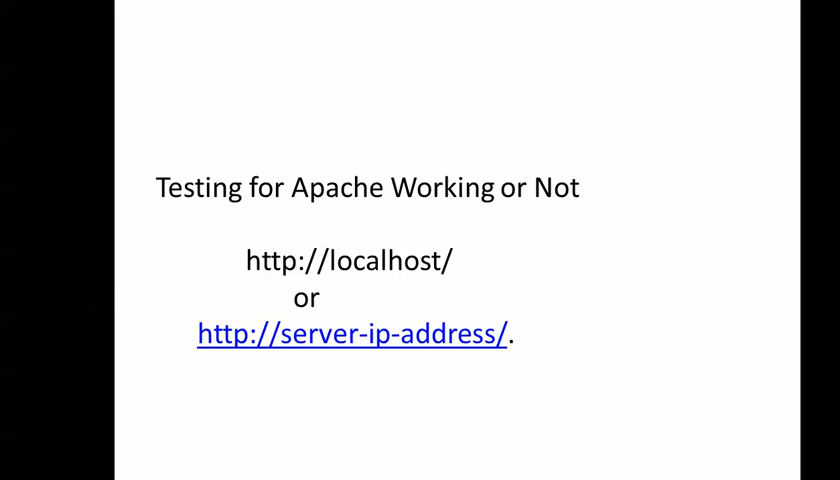 Testing for Apache Working or Not
http://localhost/
or
http://server-ip-address/.